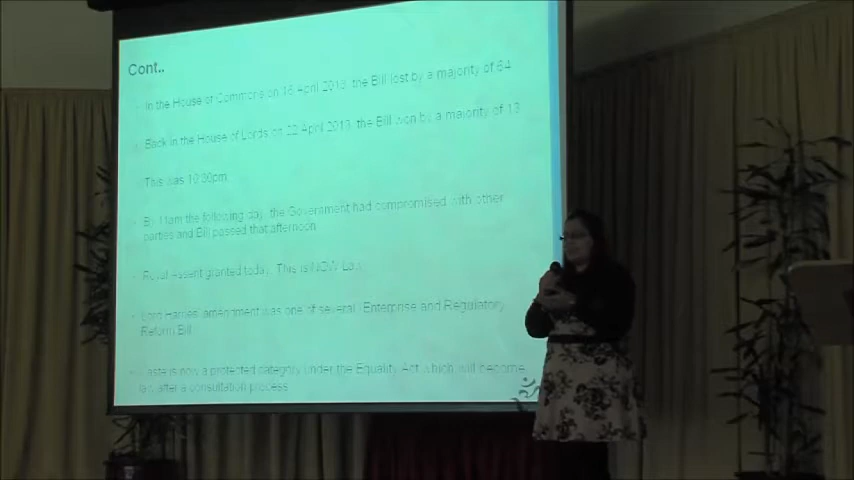 Cont..
In the House of Commons on 16 April 2013, the Bill lost by a majority of 64
Back in the House of Lords on 22 April 2013, the Bill won by a majority of 13
This was 10:30pm.
By 11am the following day, the Government had compromised with other
parties and Bill passed that afternoon
Royal Assent granted today. This is NOW Law
Lord Harries' amendment was one of several: Enterprise and Regulatory
Reform Bill
Caste is now a protected category under the Equality Act which will become
law after a consultation process